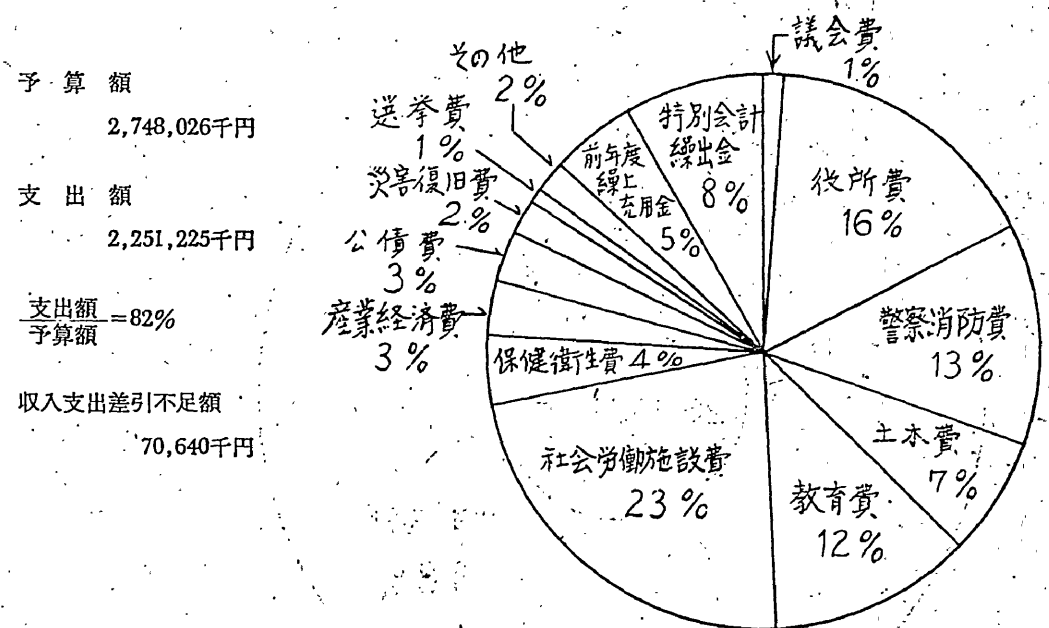 予算額
2,748,026千円
支出額
2,251,225千円
支出額
予算額
=82%
収入支出差引不足額
70,640千円
議会費
1%
役所費
16%
警察消防費
13%
土木費
7%
教育費
12%
社会労働施設費
23%
保健衛生費 4%
産業経済費
3%
公債費
3%
災害復旧費
2%
選挙費
1%
その他
2%
前年度
繰上
充用金
5%
特別会計
繰出金
8%